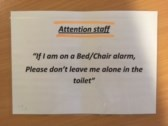 Attention staff
"If I am on a Bed/Chair alarm,
Please don't leave me alone in the
toilet"